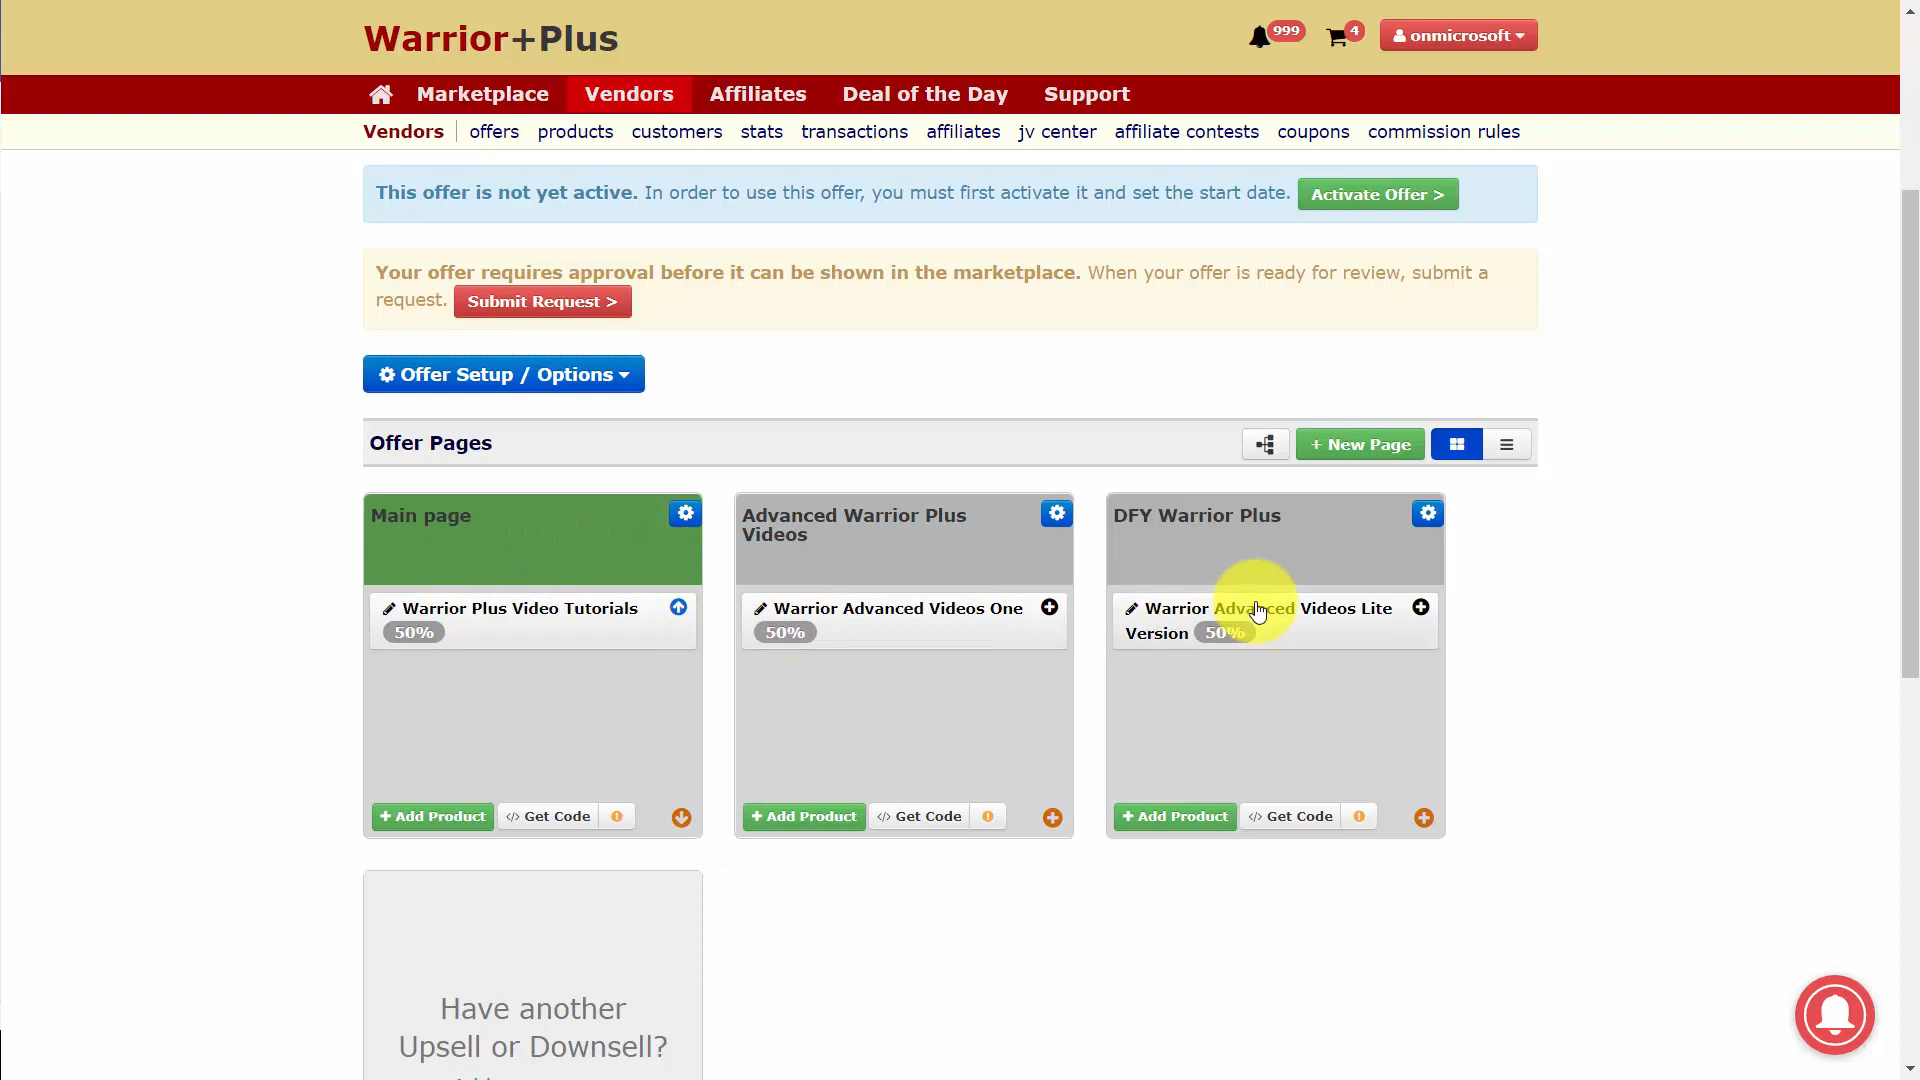 Warrior+Plus
999
4
onmicrosoft
Marketplace
Vendors
Affiliates
Deal of the Day
Support
Vendors
offers
products
customers
stats
transactions
affiliates
jv center
affiliate contests
coupons
commission rules
This offer is not yet active. In order to use this offer, you must first activate it and set the start date.
Activate Offer >
Your offer requires approval before it can be shown in the marketplace. When your offer is ready for review, submit a
request.
Submit Request >
Offer Setup / Options
Offer Pages
+ New Page
Main page
Warrior Plus Video Tutorials
50%
+ Add Product
</> Get Code
Advanced Warrior Plus
Videos
Warrior Advanced Videos One
50%
+ Add Product
</> Get Code
DFY Warrior Plus
Warrior Advanced Videos Lite
Version 50%
+ Add Product
</> Get Code
Have another
Upsell or Downsell?